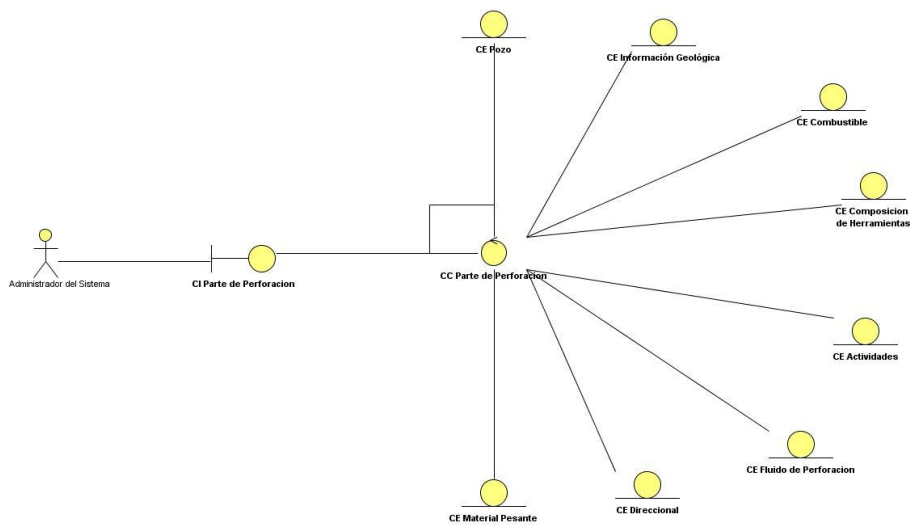 CE Pozo
CE Información Geológica
CE Combustible
CE Composicion
de Herramientas
Administrador del Sistema
CI Parte de Perforacion
CC Parte de Perforacion
CE Actividades
CE Fluido de Perforacion
CE Direccional
CE Material Pesante